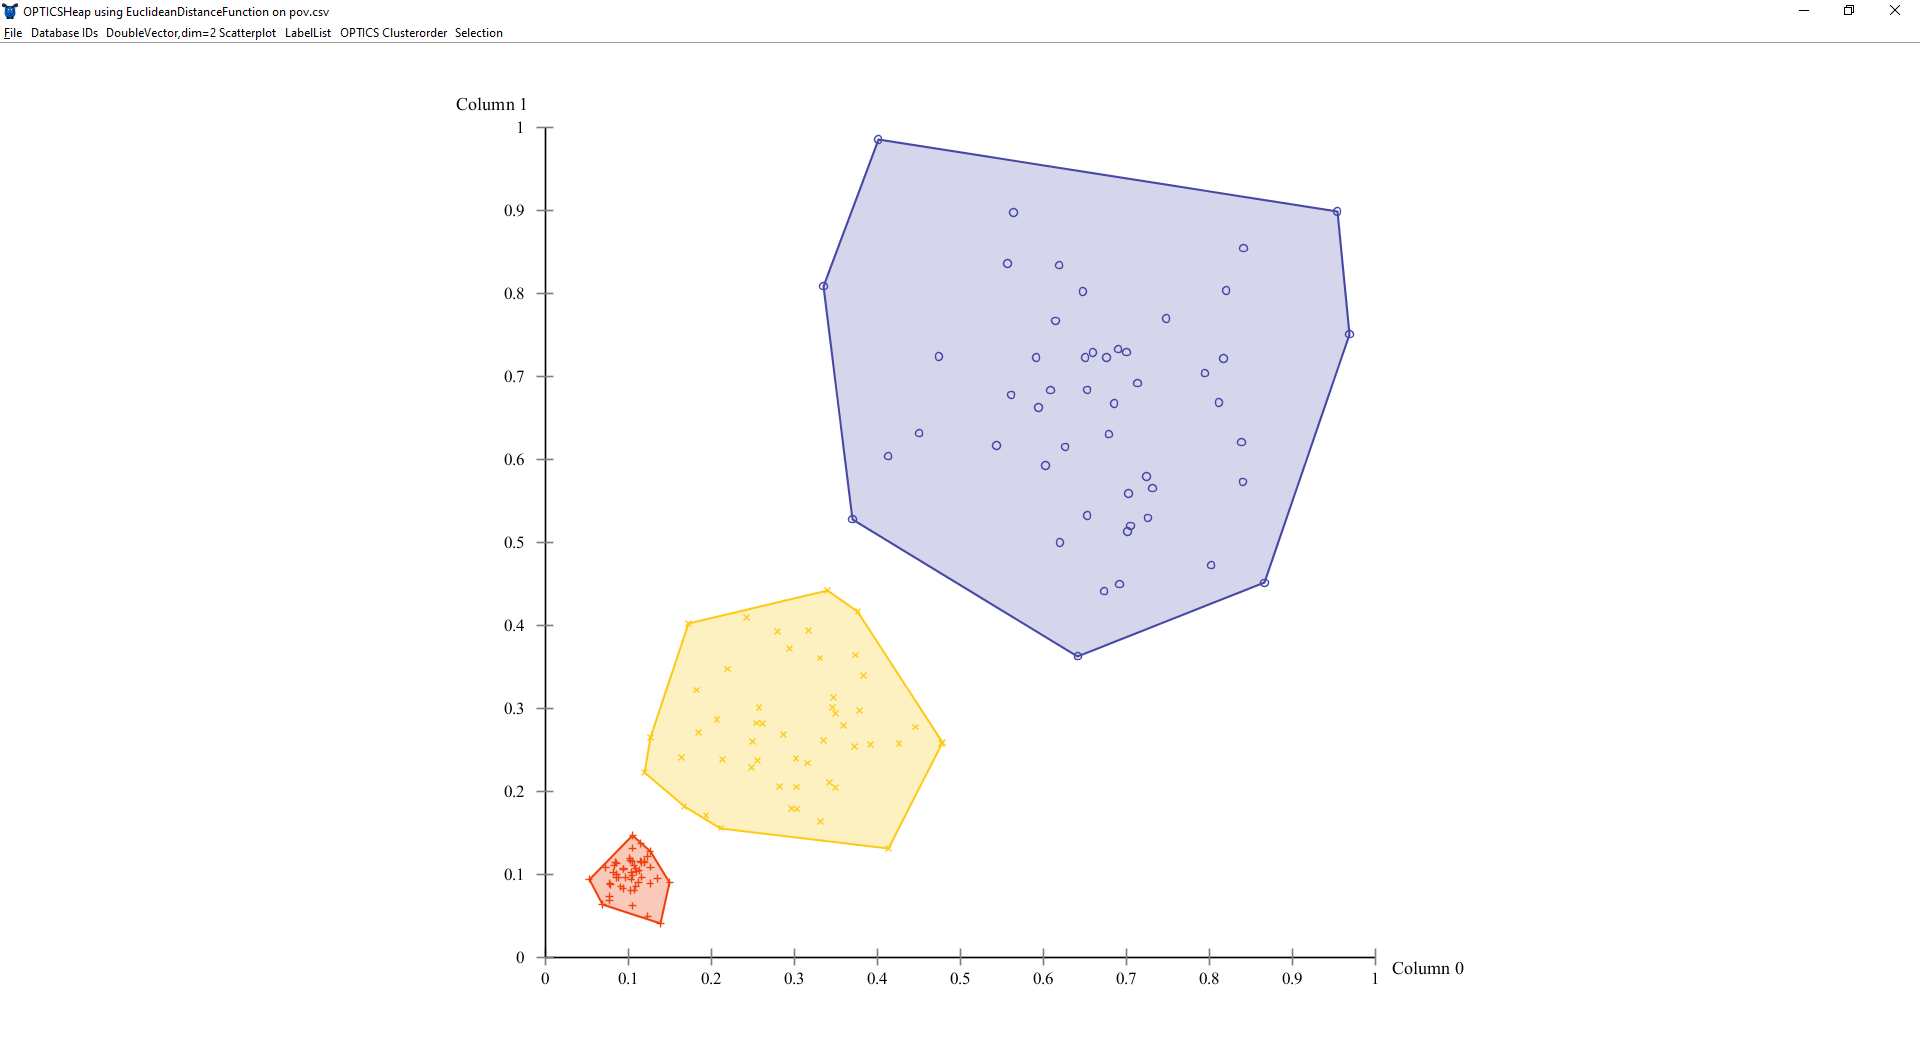 OPTICSHeap using EuclideanDistanceFunction on pov.csv
File Database IDs DoubleVector,dim=2 Scatterplot LabelList OPTICS Clusterorder Selection
Column 1
1
0.9
0.8
0.7
0.6
0.5
0.4
0.3
0.2
0.1
0
0 0.1 0.2 0.3 0.4 0.5 0.6 0.7 0.8 0.9 1
Column 0